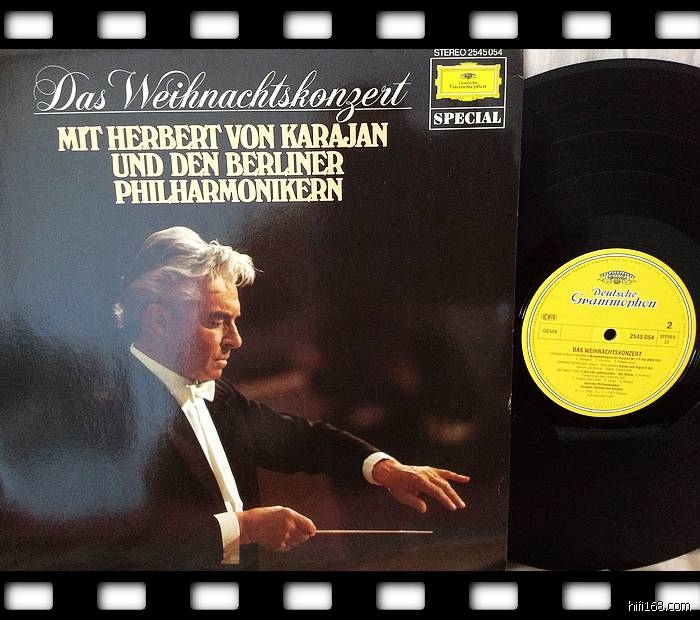 STEREO 2545 054
Das Weihnachtskonzert
Deutsche
Grammophon
SPECIAL
MIT HERBERT VON KARAJAN
UND DEN BERLINER
PHILHARMONIKERN
Deutsche
Grammophon
GEMA
2
2545 054
STEREO
33
DAS WEIHNACHTSKONZERT
Berliner Philharmoniker
hifi168.com